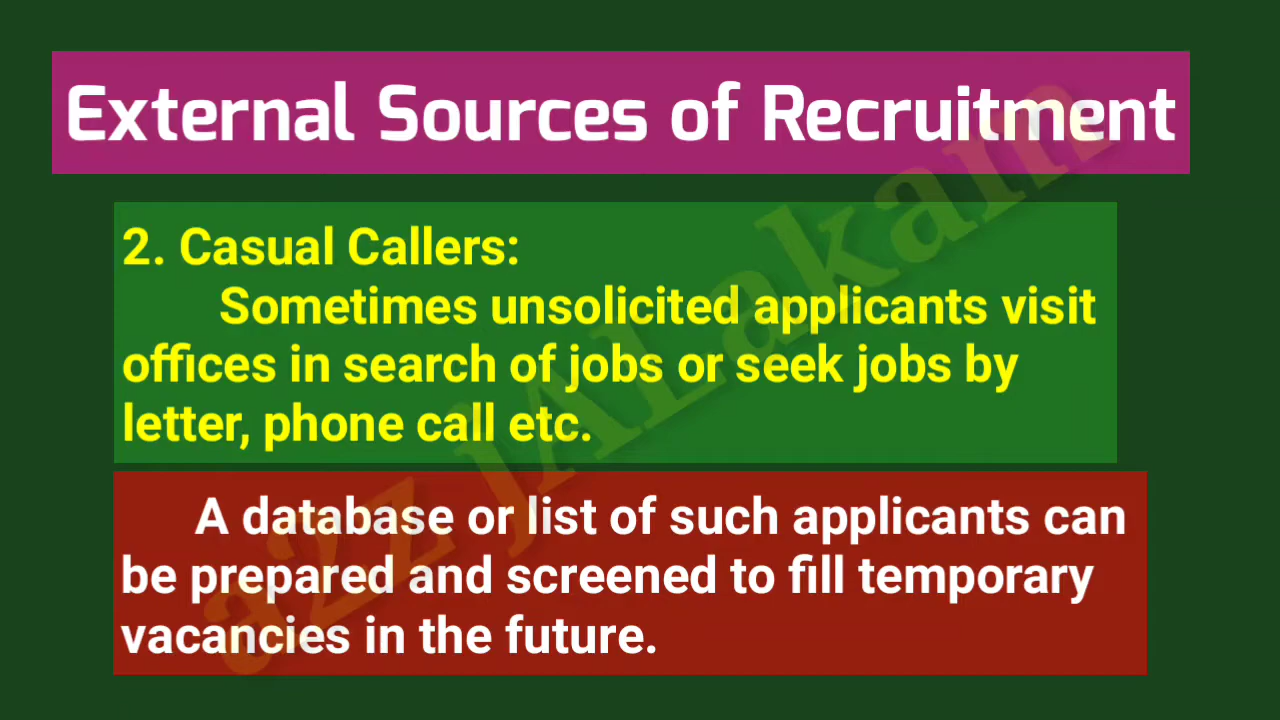 External Sources of Recruitment
2. Casual Callers:
Sometimes unsolicited applicants visit
offices in search of jobs or seek jobs by
letter, phone call etc.
A database or list of such applicants can
be prepared and screened to fill temporary
vacancies in the future.
a2z jALakam